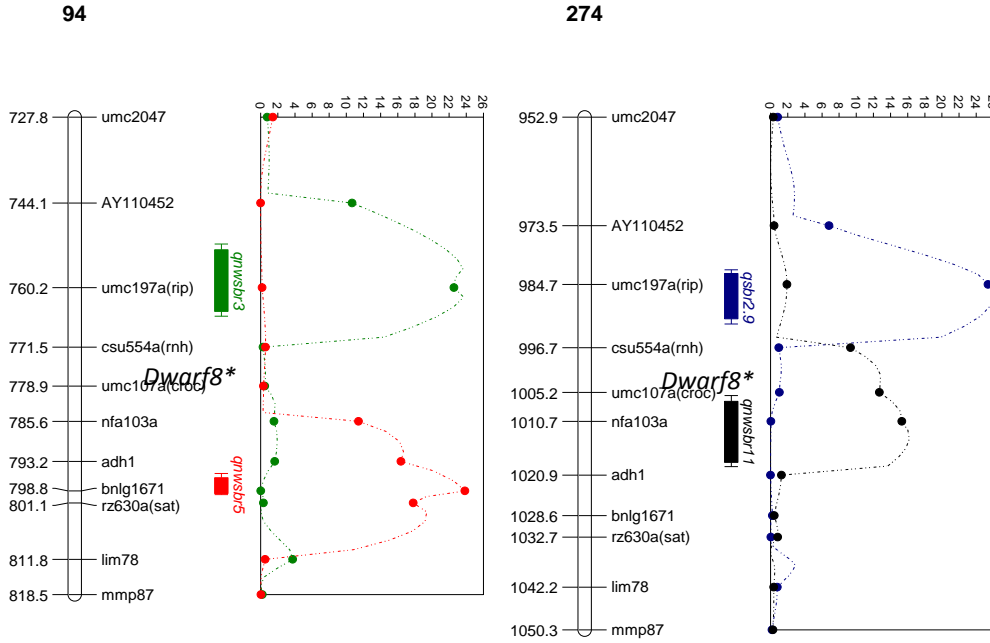 94 274
0 2 4 6 8 10 12 14 16 18 20 22 24 26
0 2 4 6 8 10 12 14 16 18 20 22 24 26
727.8 umc2047
744.1 AY110452
760.2 umc197a(rip)
771.5 csu554a(rnh)
Dwarf8*
778.9 umc107a(croc)
785.6 nfa103a
793.2 adh1
798.8 bnlg1671
801.1 rz630a(sat)
811.8 lim78
818.5 mmp87
qnwsbr3
qnwsbr5
952.9 umc2047
973.5 AY110452
984.7 umc197a(rip)
996.7 csu554a(rnh)
Dwarf8*
1005.2 umc107a(croc)
1010.7 nfa103a
1020.9 adh1
1028.6 bnlg1671
1032.7 rz630a(sat)
1042.2 lim78
1050.3 mmp87
qsbr2.9
qnwsbr11